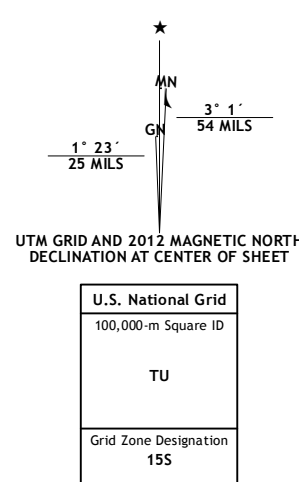 ★
MN
3° 1´
54 MILS
GN
1° 23´
25 MILS
UTM GRID AND 2012 MAGNETIC NORTH
DECLINATION AT CENTER OF SHEET
U.S. National Grid
100,000-m Square ID
TU
Grid Zone Designation
15S